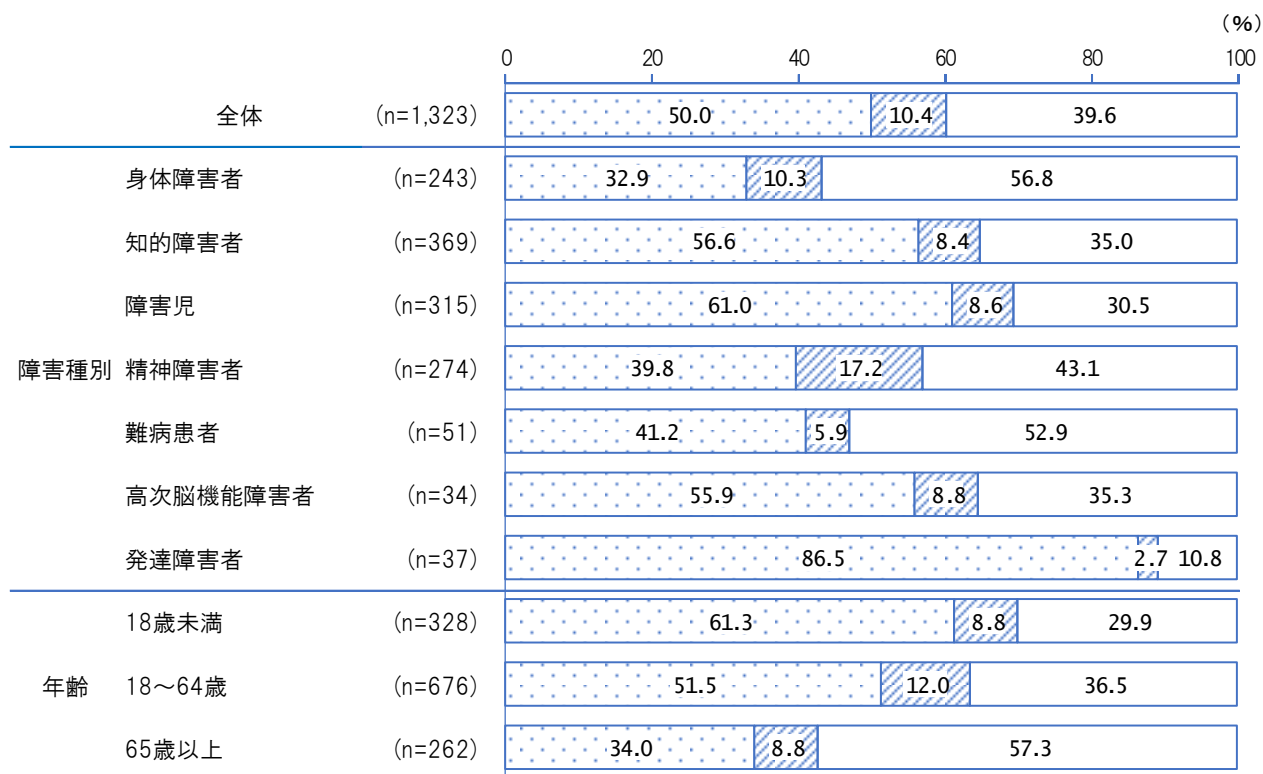 (%)
0 20 40 60 80 100
全体 (n=1,323) 50.0 10.4 39.6
身体障害者 (n=243) 32.9 10.3 56.8
知的障害者 (n=369) 56.6 8.4 35.0
障害児 (n=315) 61.0 8.6 30.5
障害種別 精神障害者 (n=274) 39.8 17.2 43.1
難病患者 (n=51) 41.2 5.9 52.9
高次脳機能障害者 (n=34) 55.9 8.8 35.3
発達障害者 (n=37) 86.5 2.7 10.8
18歳未満 (n=328) 61.3 8.8 29.9
年齢 18～64歳 (n=676) 51.5 12.0 36.5
65歳以上 (n=262) 34.0 8.8 57.3